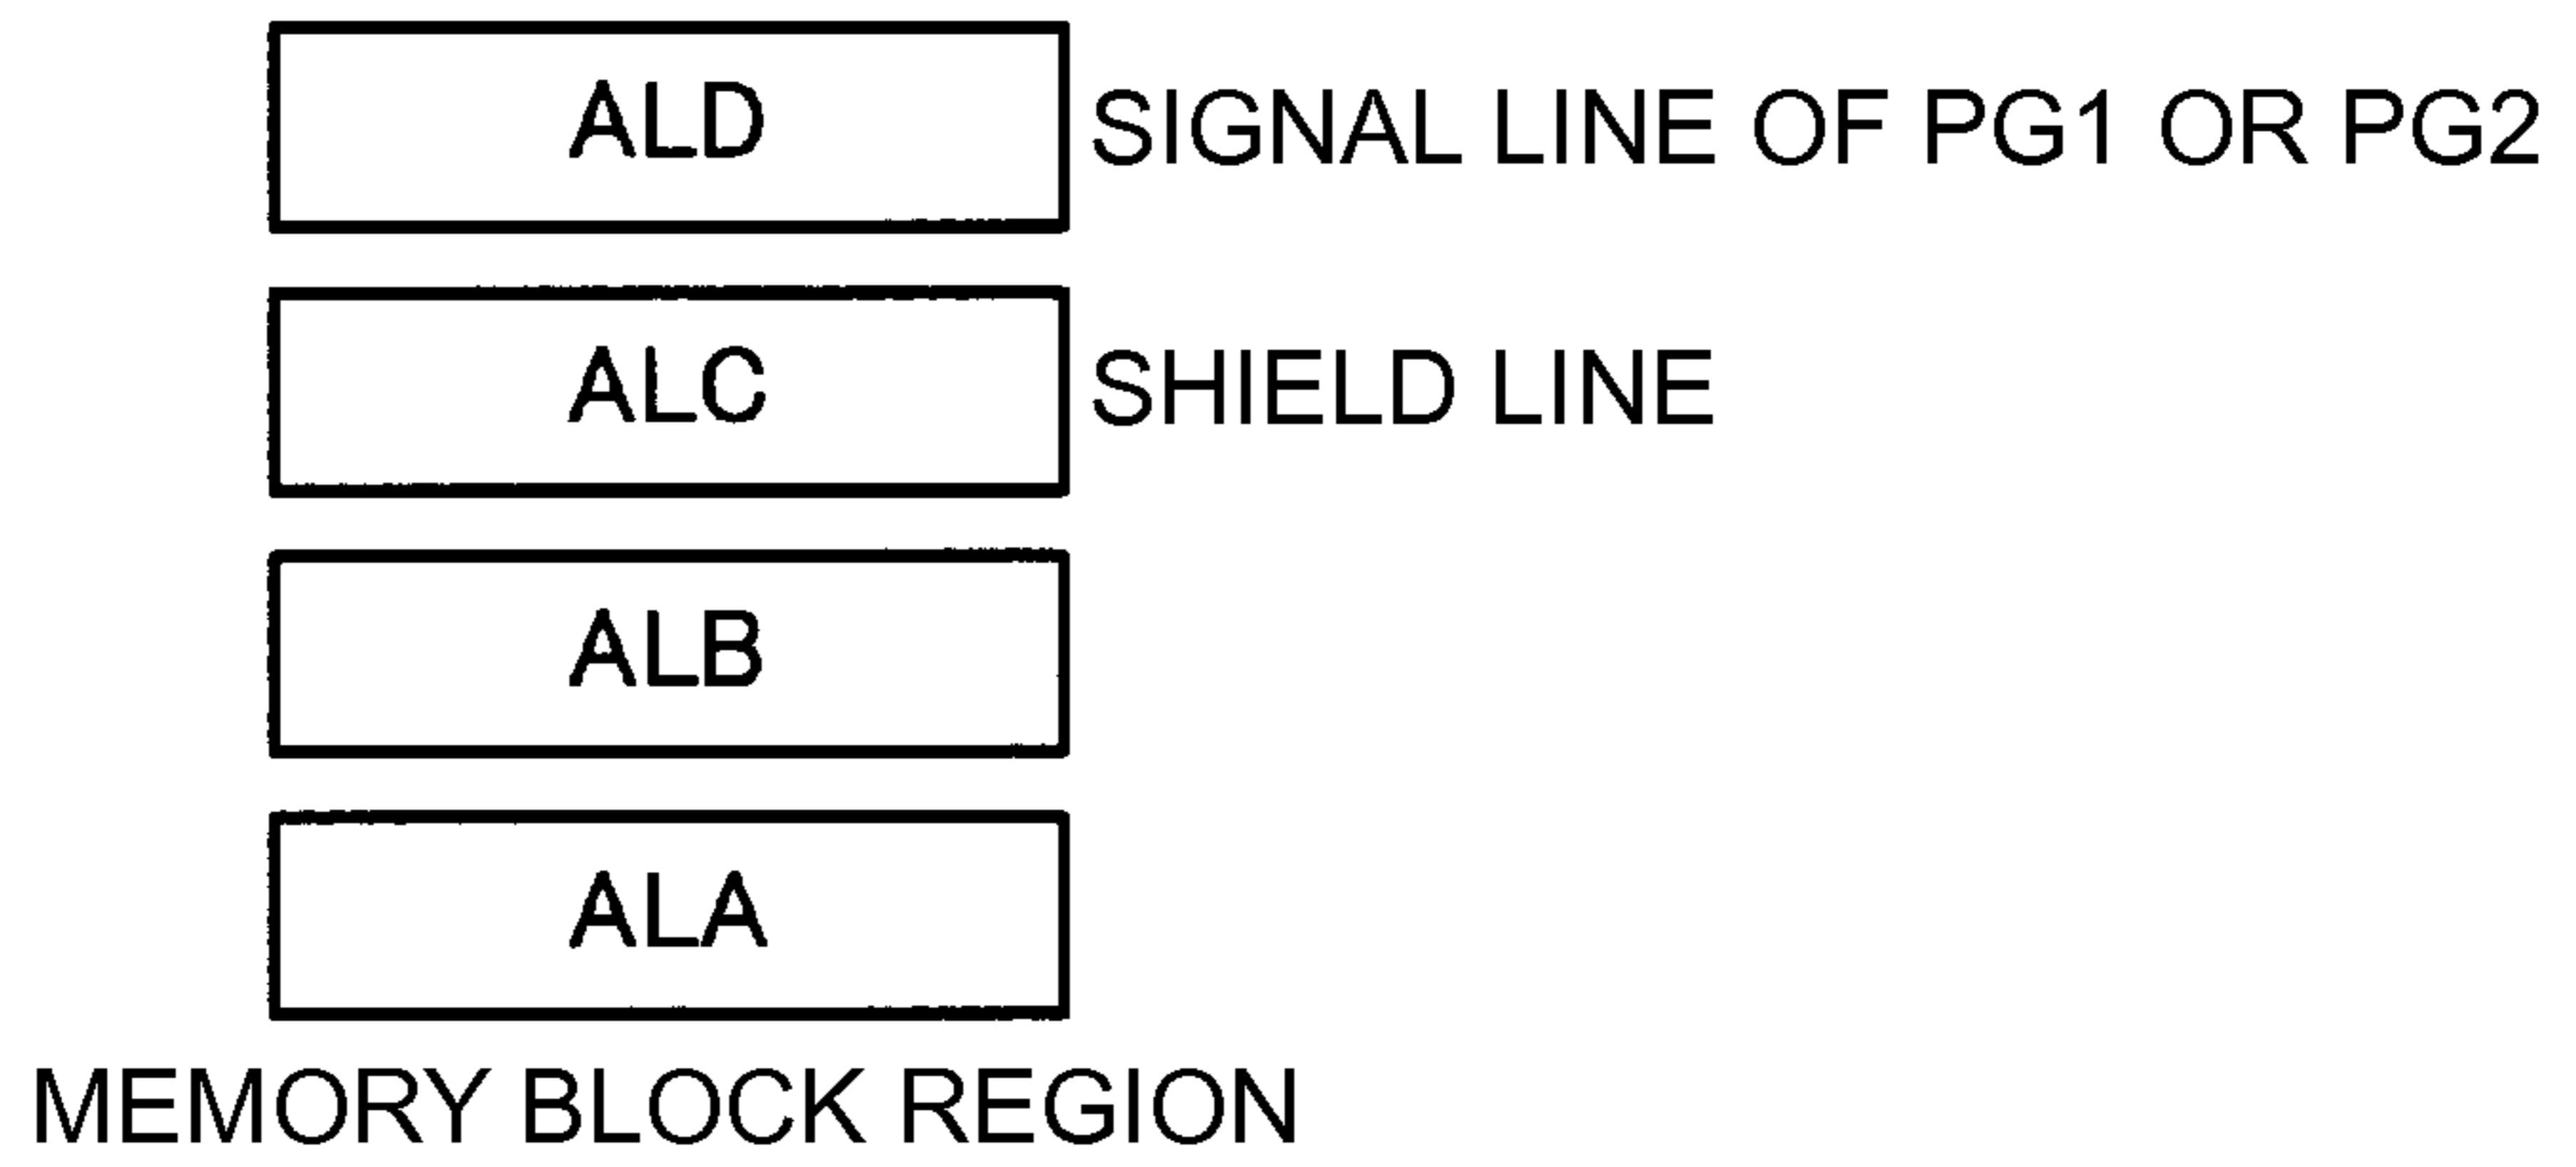 ALD SIGNAL LINE OF PG1 OR PG2
ALC SHIELD LINE
ALB
ALA
MEMORY BLOCK REGION